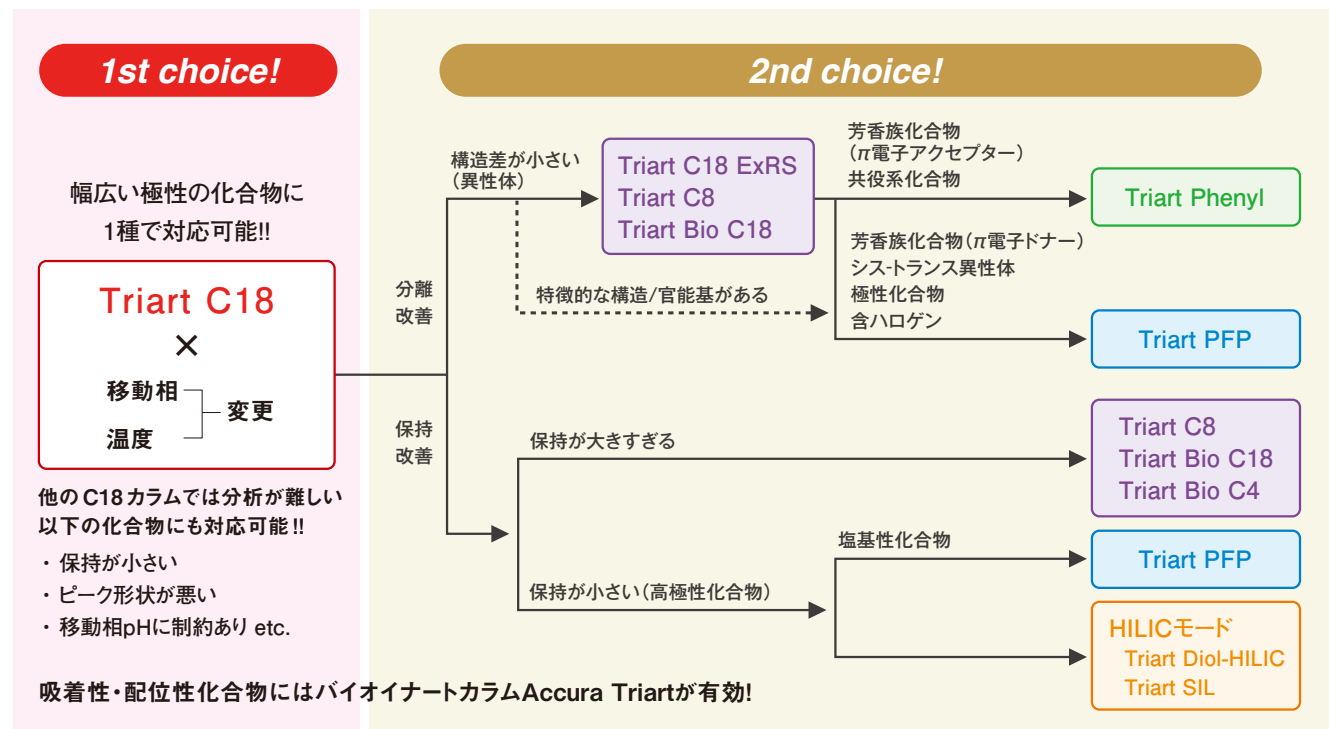 1st choice!
幅広い極性の化合物に
1種で対応可能!!
Triart C18
×
移動相
温度
変更
他のC18カラムでは分析が難しい
以下の化合物にも対応可能!!
・ 保持が小さい
・ ピーク形状が悪い
・ 移動相pHに制約あり etc.
2nd choice!
分離
改善
構造差が小さい
(異性体)
Triart C18 ExRS
Triart C8
Triart Bio C18
特徴的な構造/官能基がある
芳香族化合物
(π電子アクセプター)
共役系化合物
Triart Phenyl
芳香族化合物(π電子ドナー)
シス-トランス異性体
極性化合物
含ハロゲン
Triart PFP
保持
改善
保持が大きすぎる
Triart C8
Triart Bio C18
Triart Bio C4
保持が小さい(高極性化合物)
塩基性化合物
Triart PFP
HILICモード
Triart Diol-HILIC
Triart SIL
吸着性・配位性化合物にはバイオイナートカラムAccura Triartが有効!